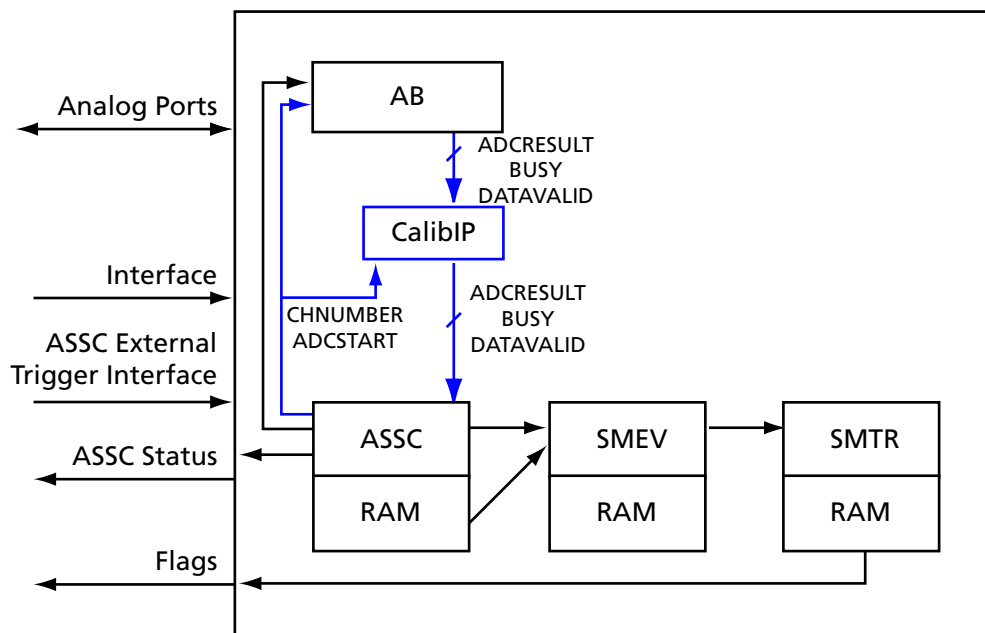 AB
Analog Ports
ADCRESULT
BUSY
DATAVALID
CalibIP
Interface
CHNUMBER
ADCSTART
ADCRESULT
BUSY
DATAVALID
ASSC External
Trigger Interface
ASSC
SMEV
SMTR
ASSC Status
RAM
RAM
RAM
Flags